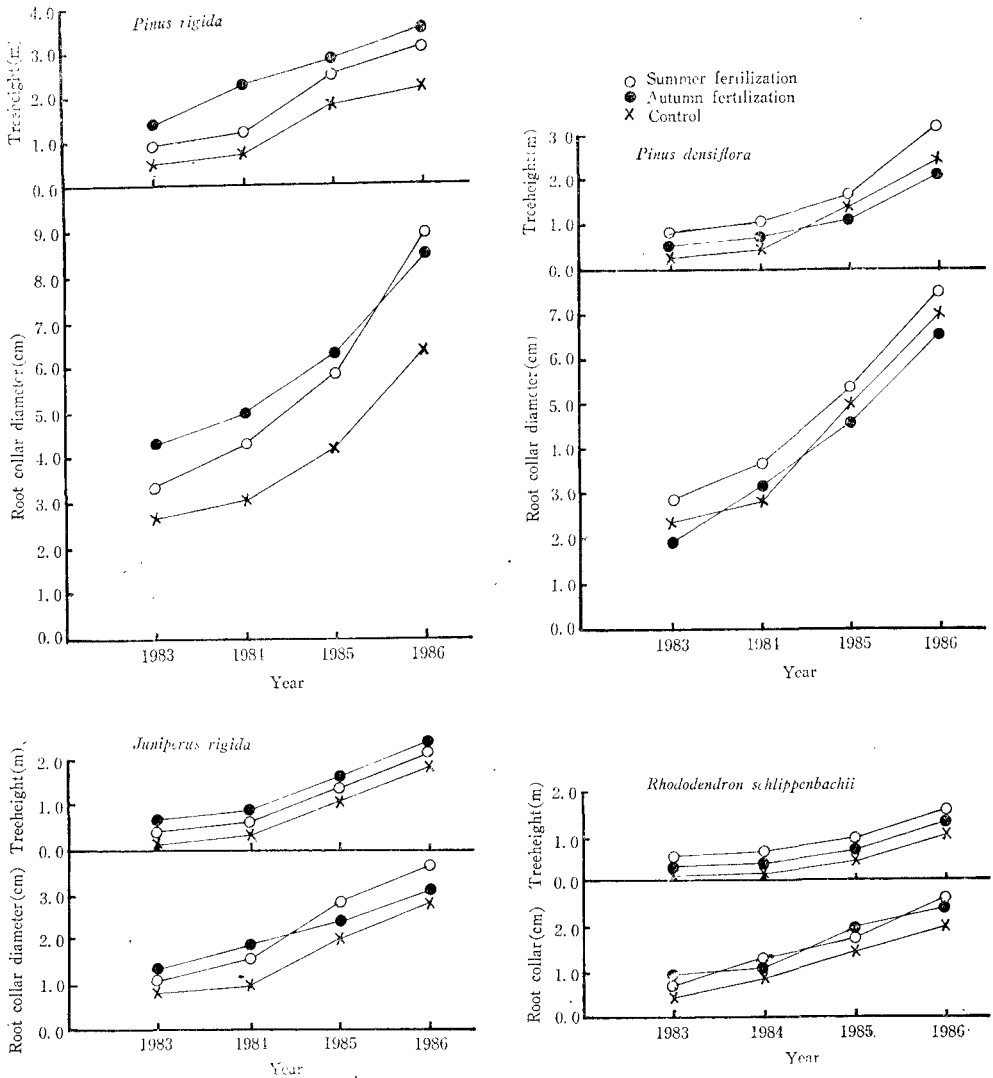 Pinus rigida
4.0
3.0
2.0
1.0
0.0
Treeheight(m)
9.0
8.0
7.0
6.0
5.0
4.0
3.0
2.0
1.0
0.0
Root collar diameter(cm)
1983 1984 1985 1986
Year
Summer fertilization
Autumn fertilization
Control
Pinus densiflora
3.0
2.0
1.0
0.0
Treeheight(m)
7.0
6.0
5.0
4.0
3.0
2.0
1.0
0.0
Root collar diameter(cm)
1983 1984 1985 1986
Year
Juniperus rigida
2.0
1.0
0.0
Treeheight(m)
3.0
2.0
1.0
0.0
Root collar diameter(cm)
1983 1984 1985 1986
Year
Rhododendron schlippenbachii
2.0
1.0
0.0
Treeheight(m)
2.0
1.0
0.0
Root collar(cm)
1983 1984 1985 1986
Year